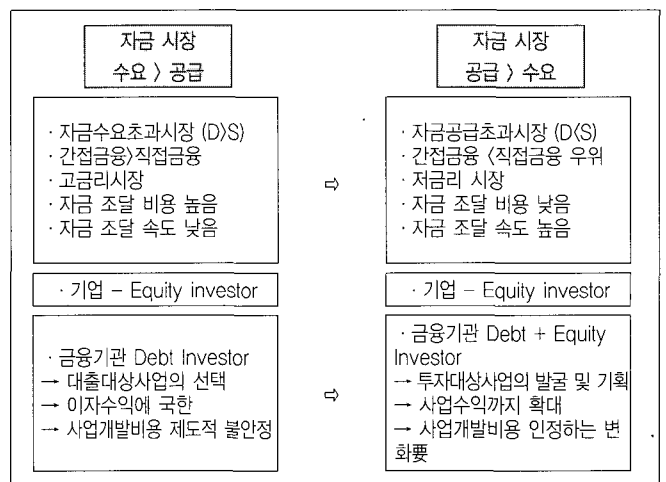 자금 시장
수요 〉 공급
자금 시장
공급 〉 수요
· 자금수요초과시장 (D〉S)
· 간접금융〉직접금융
· 고금리시장
· 자금 조달 비용 높음
· 자금 조달 속도 낮음
⇨
· 자금공급초과시장 (D〈S)
· 간접금융 〈직접금융 우위
· 저금리 시장
· 자금 조달 비용 낮음
· 자금 조달 속도 높음
· 기업 – Equity investor
· 기업 – Equity investor
· 금융기관 Debt Investor
→ 대출대상사업의 선택
→ 이자수익에 국한
→ 사업개발비용 제도적 불안정
⇨
· 금융기관 Debt + Equity
Investor
→ 투자대상사업의 발굴 및 기획
→ 사업수익까지 확대
→ 사업개발비용 인정하는 변
화要